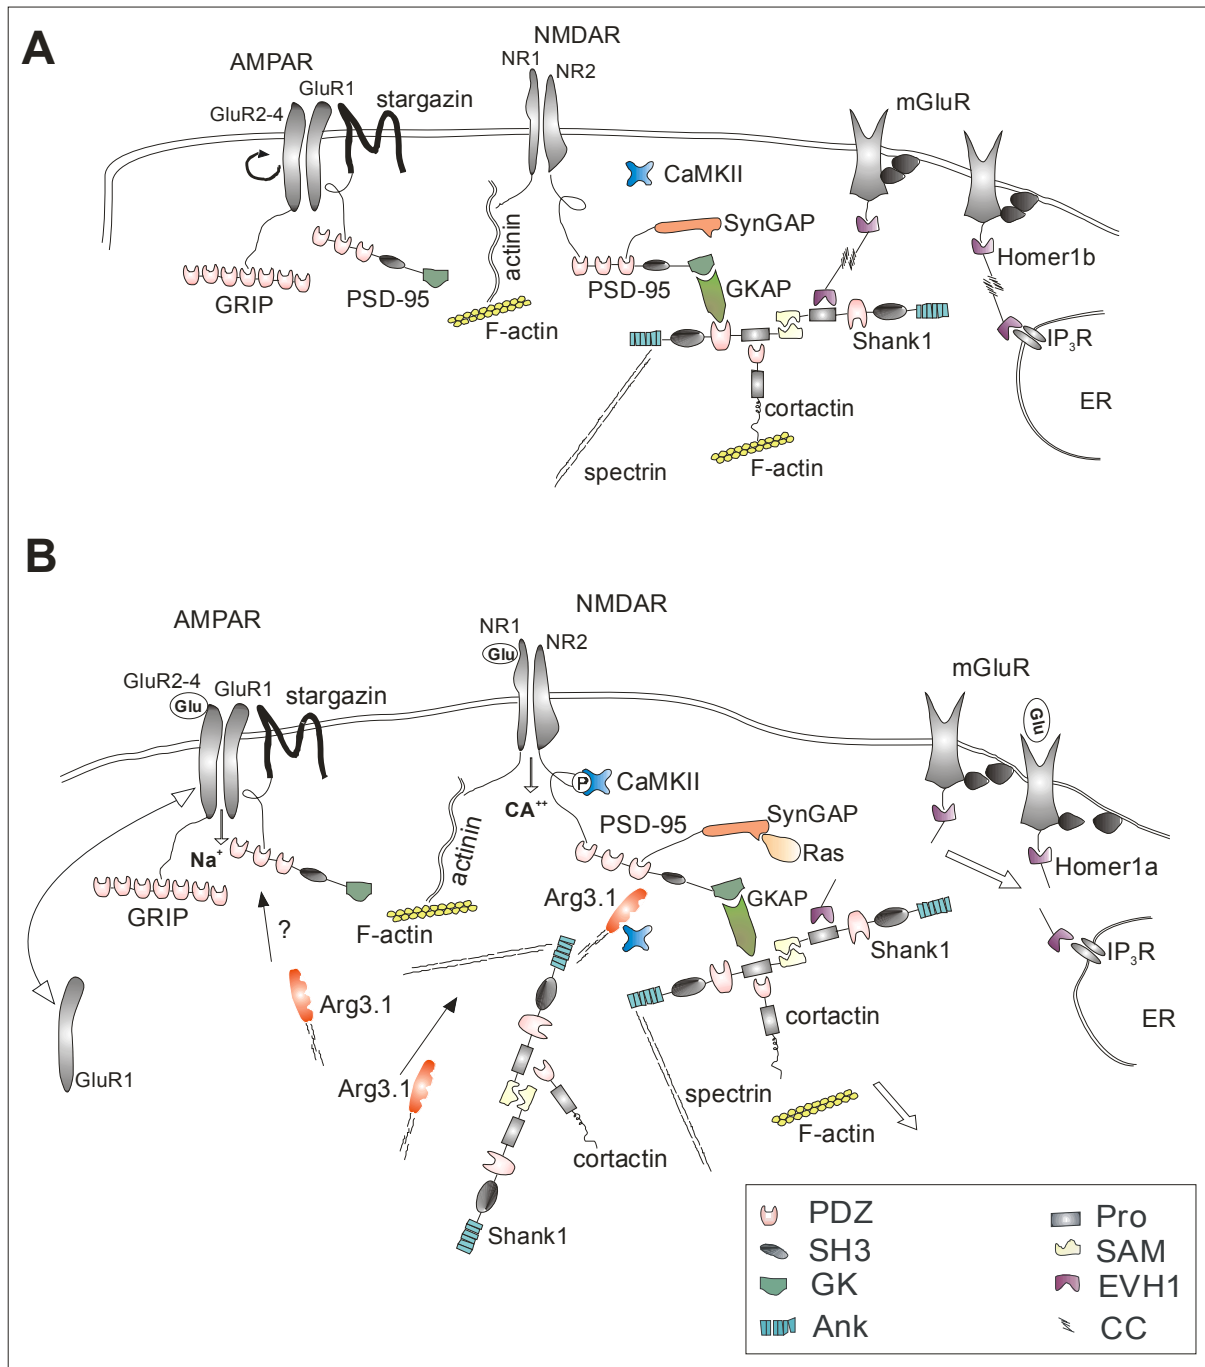 A
NMDAR
AMPAR
NR1
NR2
GluR1
GluR2-4
stargazin
mGluR
CaMKII
SynGAP
actinin
Homer1b
PSD-95
GKAP
GRIP
PSD-95
F-actin
Shank1
IP3R
ER
cortactin
spectrin
F-actin
B
NMDAR
AMPAR
NR1
NR2
Glu
mGluR
GluR2-4
GluR1
stargazin
Glu
Glu
P
CaMKII
CA++
actinin
PSD-95
SynGAP
Ras
Na+
Homer1a
GRIP
Arg3.1
GKAP
?
F-actin
Shank1
IP3R
Arg3.1
cortactin
ER
GluR1
Arg3.1
spectrin
F-actin
cortactin
Shank1
PDZ
Pro
SH3
SAM
GK
EVH1
Ank
CC